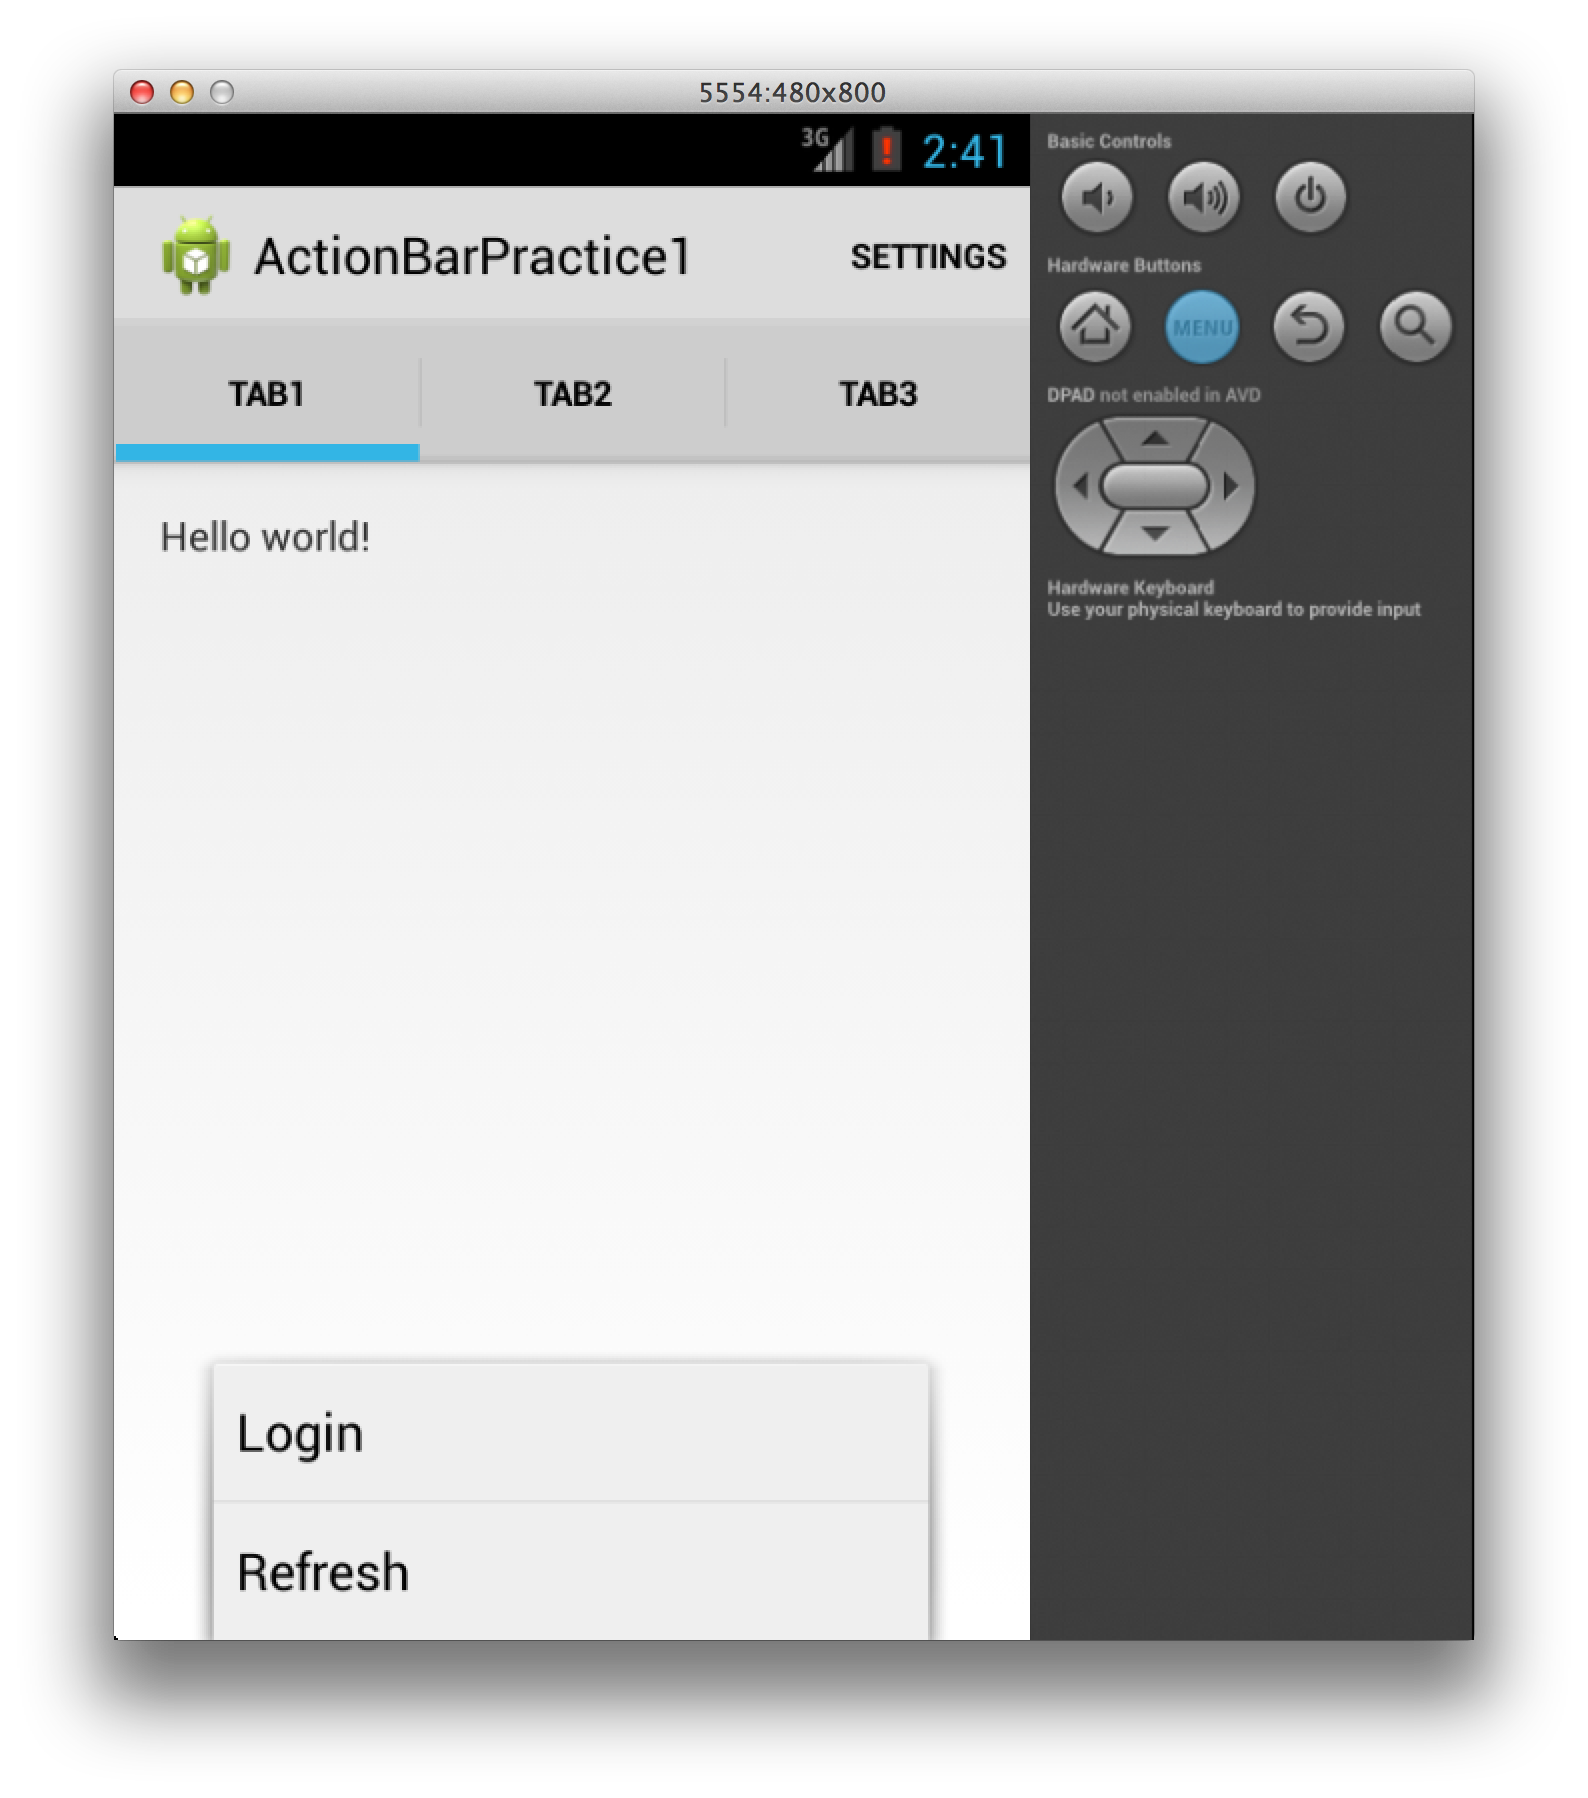 5554:480x800
3G
2:41
ActionBarPractice1
SETTINGS
TAB1
TAB2
TAB3
Hello world!
Login
Refresh
Basic Controls
Hardware Buttons
MENU
DPAD not enabled in AVD
Hardware Keyboard
Use your physical keyboard to provide input